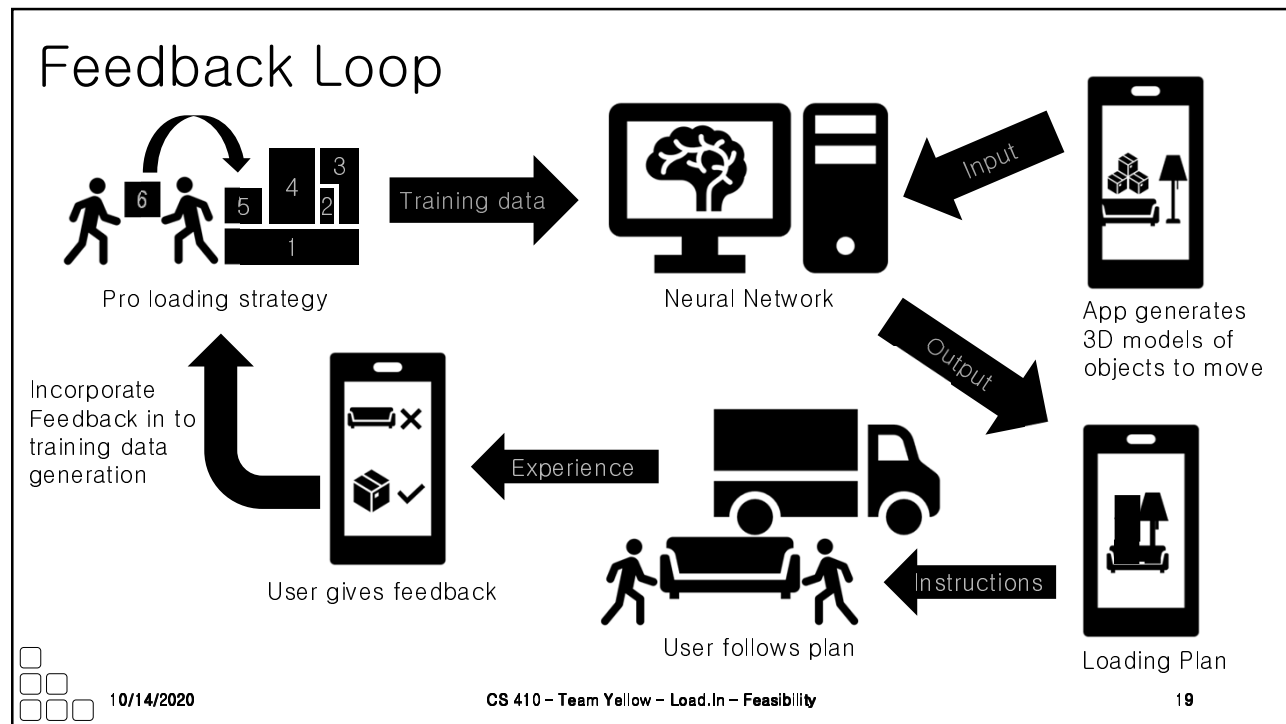 Feedback Loop
6
5
4
3
2
1
Training data
Input
Pro loading strategy
Neural Network
App generates
3D models of
objects to move
Output
Incorporate
Feedback in to
training data
generation
Experience
Instructions
User gives feedback
User follows plan
Loading Plan
10/14/2020
CS 410 – Team Yellow – Load.In – Feasibility
19